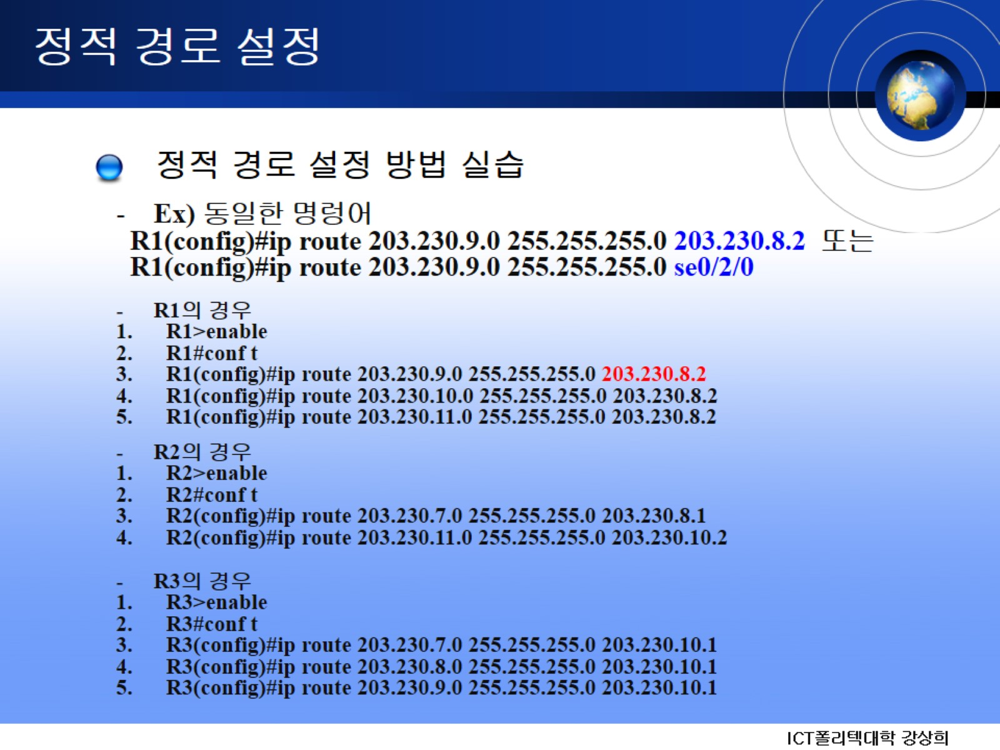 정적 경로 설정
정적 경로 설정 방법 실습
- Ex) 동일한 명령어
R1(config)#ip route 203.230.9.0 255.255.255.0 203.230.8.2 또는
R1(config)#ip route 203.230.9.0 255.255.255.0 se0/2/0
- R1의 경우
1. R1>enable
2. R1#conf t
3. R1(config)#ip route 203.230.9.0 255.255.255.0 203.230.8.2
4. R1(config)#ip route 203.230.10.0 255.255.255.0 203.230.8.2
5. R1(config)#ip route 203.230.11.0 255.255.255.0 203.230.8.2
- R2의 경우
1. R2>enable
2. R2#conf t
3. R2(config)#ip route 203.230.7.0 255.255.255.0 203.230.8.1
4. R2(config)#ip route 203.230.11.0 255.255.255.0 203.230.10.2
- R3의 경우
1. R3>enable
2. R3#conf t
3. R3(config)#ip route 203.230.7.0 255.255.255.0 203.230.10.1
4. R3(config)#ip route 203.230.8.0 255.255.255.0 203.230.10.1
5. R3(config)#ip route 203.230.9.0 255.255.255.0 203.230.10.1
ICT폴리텍대학 강상희